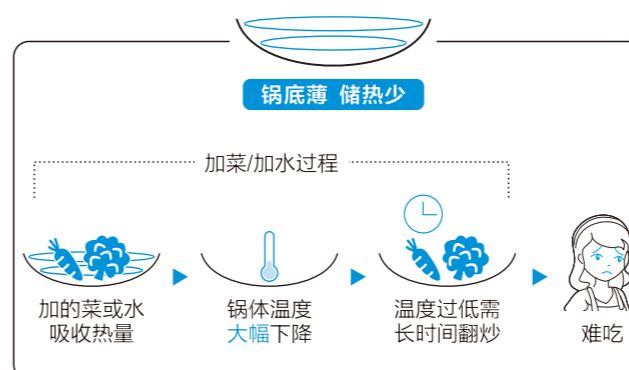 锅底薄 储热少
加菜/加水过程
加的菜或水
吸收热量
锅体温度
大幅下降
温度过低需
长时间翻炒
难吃